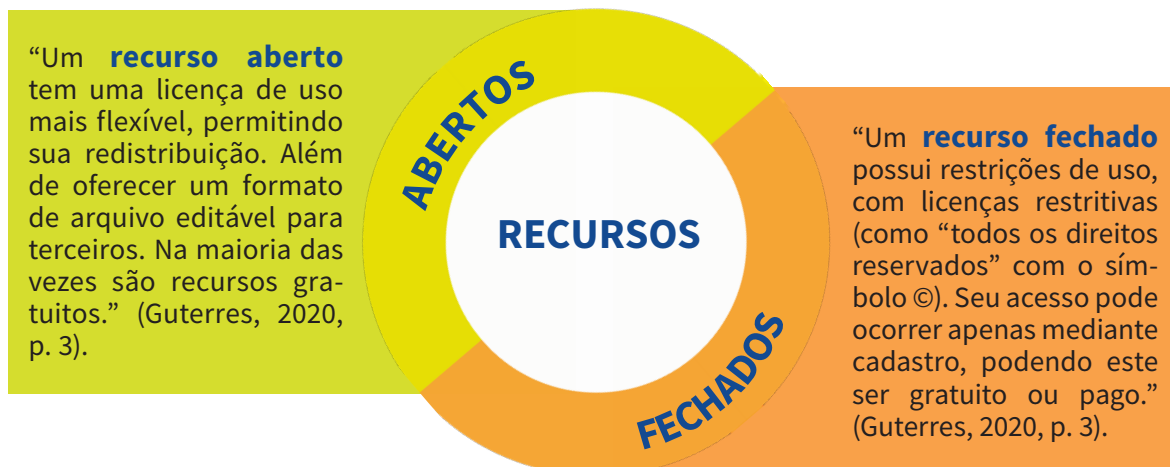 “Um recurso aberto
tem uma licença de uso
mais flexível, permitindo
sua redistribuição. Além
de oferecer um formato
de arquivo editável para
terceiros. Na maioria das
vezes são recursos gra-
tuitos.” (Guterres, 2020,
p. 3).
ABERTOS
RECURSOS
FECHADOS
“Um recurso fechado
possui restrições de uso,
com licenças restritivas
(como “todos os direitos
reservados” com o sím-
bolo ©). Seu acesso pode
ocorrer apenas mediante
cadastro, podendo este
ser gratuito ou pago.”
(Guterres, 2020, p. 3).